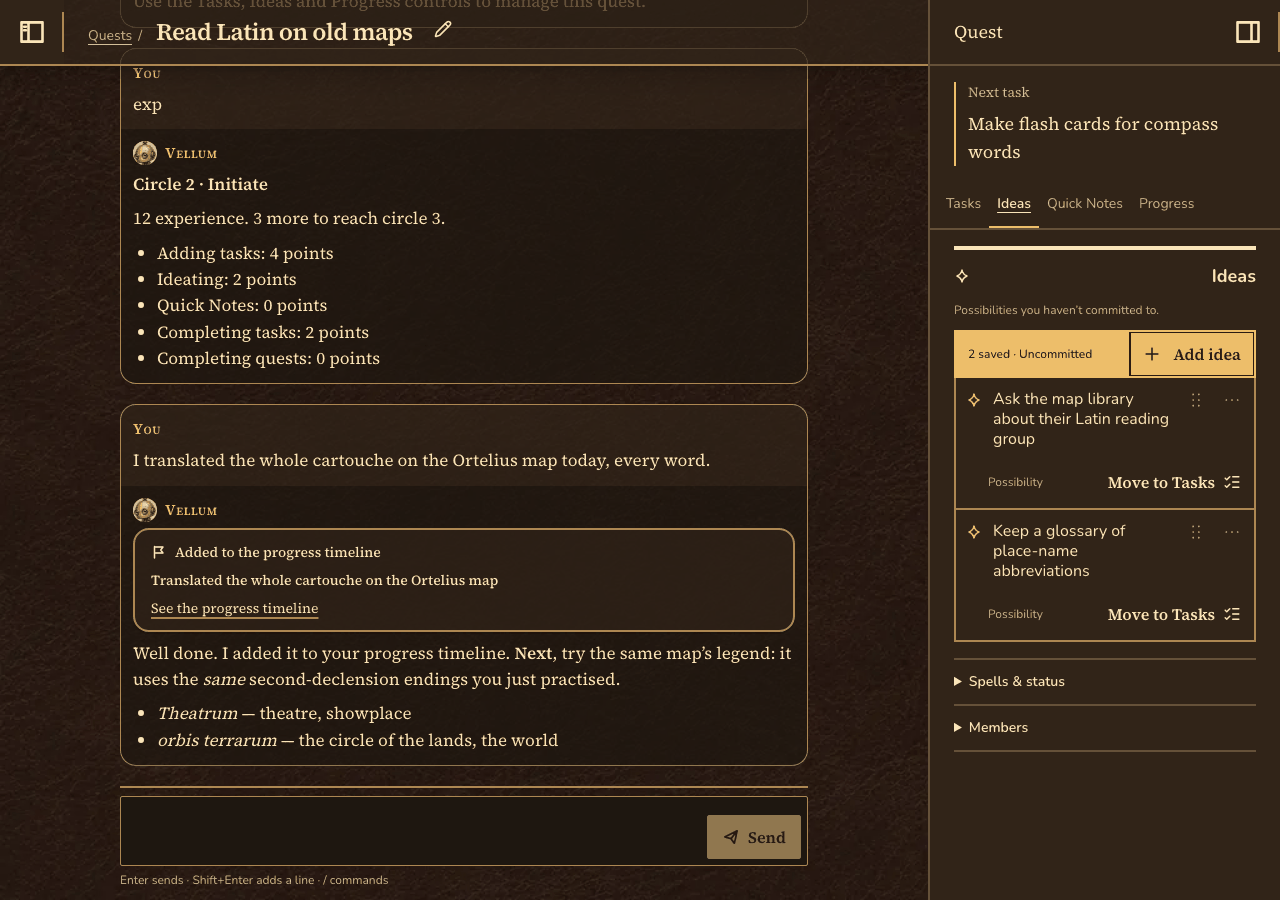 Use the Tasks, Ideas and Progress controls to manage this quest.
Quests /
Read Latin on old maps
You
exp
Vellum
Circle 2 · Initiate
12 experience. 3 more to reach circle 3.
Adding tasks: 4 points
Ideating: 2 points
Quick Notes: 0 points
Completing tasks: 2 points
Completing quests: 0 points
You
I translated the whole cartouche on the Ortelius map today, every word.
Vellum
Added to the progress timeline
Translated the whole cartouche on the Ortelius map
See the progress timeline
Well done. I added it to your progress timeline. Next, try the same map’s legend: it
uses the same second-declension endings you just practised.
Theatrum — theatre, showplace
orbis terrarum — the circle of the lands, the world
Send
Enter sends · Shift+Enter adds a line · / commands
Quest
Next task
Make flash cards for compass
words
Tasks Ideas Quick Notes Progress
Ideas
Possibilities you haven’t committed to.
2 saved · Uncommitted
Add idea
Ask the map library
about their Latin reading
group
Possibility
Move to Tasks
Keep a glossary of
place-name
abbreviations
Possibility
Move to Tasks
Spells & status
Members